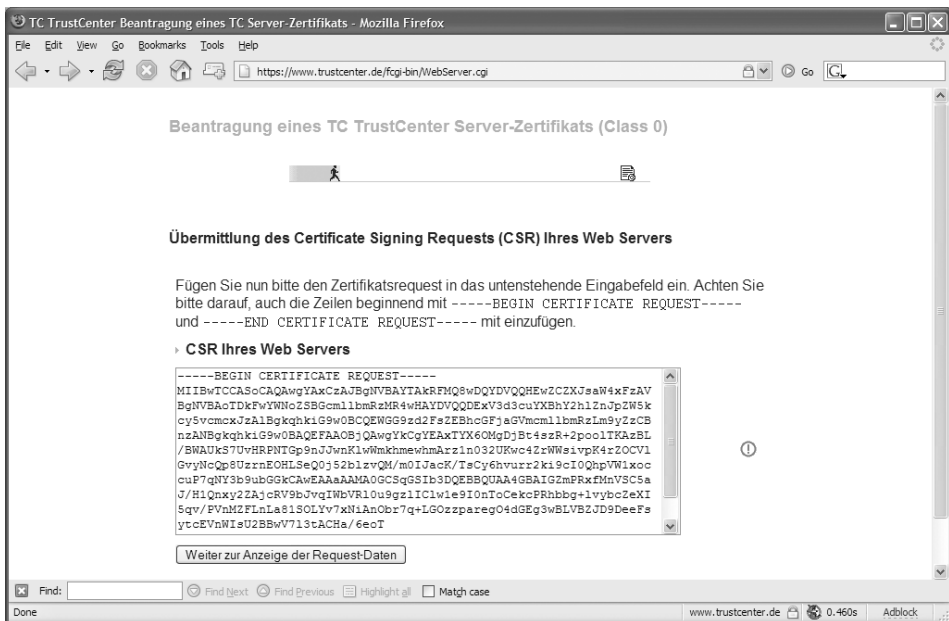 TC TrustCenter Beantragung eines TC Server-Zertifikats - Mozilla Firefox
File Edit View Go Bookmarks Tools Help
https://www.trustcenter.de/fcgi-bin/WebServer.cgi Go G
Beantragung eines TC TrustCenter Server-Zertifikats (Class 0)
Übermittlung des Certificate Signing Requests (CSR) Ihres Web Servers
Fügen Sie nun bitte den Zertifikatsrequest in das untenstehende Eingabefeld ein. Achten Sie
bitte darauf, auch die Zeilen beginnend mit -----BEGIN CERTIFICATE REQUEST-----
und -----END CERTIFICATE REQUEST----- mit einzufügen.
CSR Ihres Web Servers
-----BEGIN CERTIFICATE REQUEST-----
MIIBwTCCASoCAQAwgYAxCzAJBgNVBAYTAkRFMQ8wDQYDVQQHEwZCZXJsaW4xFzAV
BgNVBAoTDkFwYWNoZSBGcmllbmRzMR4wHAYDVQQDExV3d3cuYXBhY2hlZnJpZW5k
cy5vcmcxJzAlBgkqhkiG9w0BCQEWGG9zd2FsZEBhcGFjaGVmcmllbmRzLm9yZzCB
nzANBgkqhkiG9w0BAQEFAAOBjQAwgYkCgYEAxTYX6OMgDjBt4szR+2poolTKAzBL
/BWAUkS7UvHRPNTGp9nJJwnKlwWmkhmewhmArz1n032UKwc4ZrWWsivpK4rZOCVl
GvyNcQp8UzrnEOHLSeQ0j52blzvQM/m0IJacK/TsCy6hvurr2ki9cI0QhpVW1xoc
cuP7qNY3b9ubGGkCAwEAAaAAMA0GCSqGSIb3DQEBBQUAA4GBAIGZmPRxfMnVSC5a
J/H1Qnxy2ZAjcRV9bJvqIWbVRl0u9gzlIClw1e9I0nToCekcPRhbbg+lvybcZeXI
5qv/PVnMZFLnLa81SOLYv7xNiAnObr7q+LGOzzparegO4dGEg3wBLVBZJD9DeeFs
ytcEVnWIsU2BBwV7l3tACHa/6eoT
Weiter zur Anzeige der Request-Daten
Find: Find Next Find Previous Highlight all Match case
Done www.trustcenter.de 0.460s Adblock